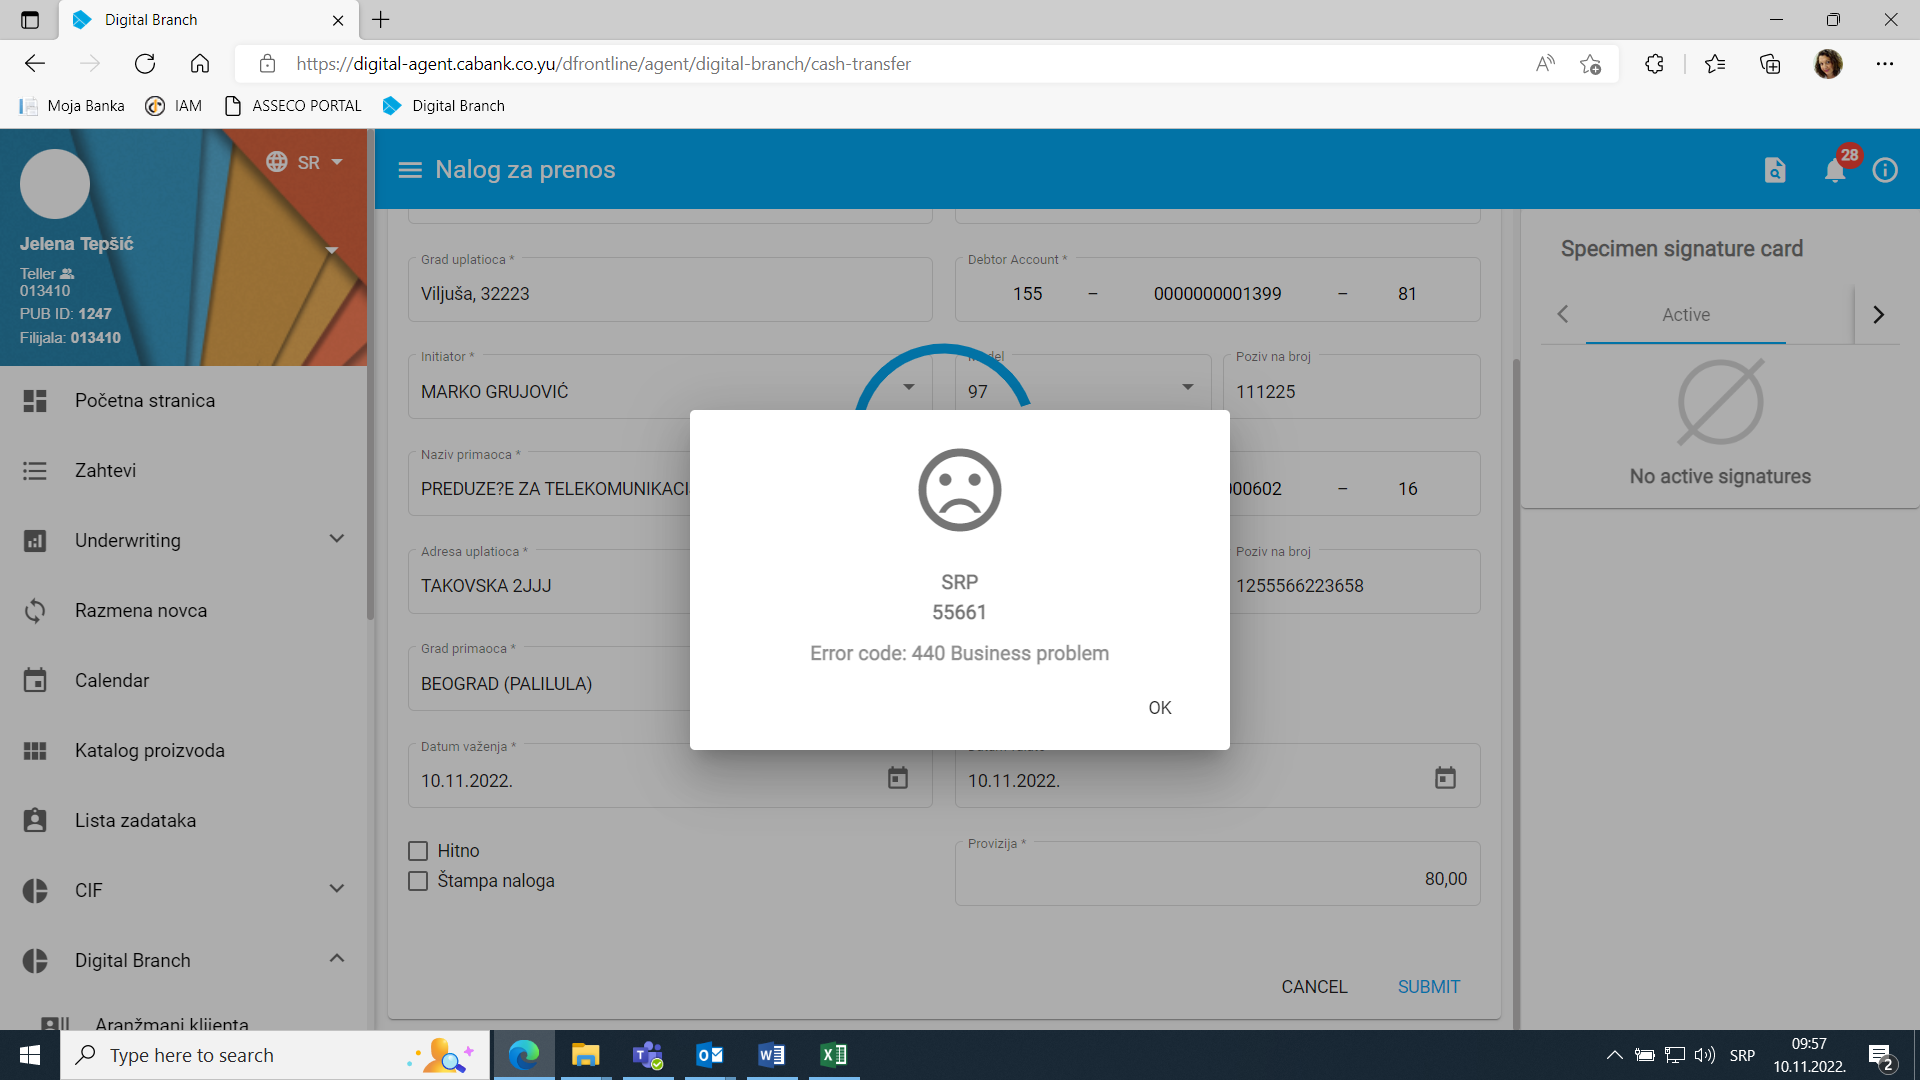 Digital Branch
https://digital-agent.cabank.co.yu/dfrontline/agent/digital-branch/cash-transfer
Moja Banka
IAM
ASSECO PORTAL
Digital Branch
SR
Jelena Tepšić
Teller
013410
PUB ID: 1247
Filijala: 013410
Početna stranica
Zahtevi
Underwriting
Razmena novca
Calendar
Katalog proizvoda
Lista zadataka
CIF
Digital Branch
Aranžmani klijenta
Nalog za prenos
28
Grad uplatioca *
Viljuša, 32223
Debtor Account *
155 – 0000000001399 – 81
Initiator *
MARKO GRUJOVIĆ
Model
97
Poziv na broj
111225
Naziv primaoca *
PREDUZE?E ZA TELEKOMUNIKACI
000602 – 16
Adresa uplatioca *
TAKOVSKA 2JJJ
Poziv na broj
1255566223658
Grad primaoca *
BEOGRAD (PALILULA)
Datum važenja *
10.11.2022.
10.11.2022.
Hitno
Štampa naloga
Provizija *
80,00
CANCEL
SUBMIT
SRP
55661
Error code: 440 Business problem
OK
Specimen signature card
Active
No active signatures
Type here to search
SRP
09:57
10.11.2022.
2